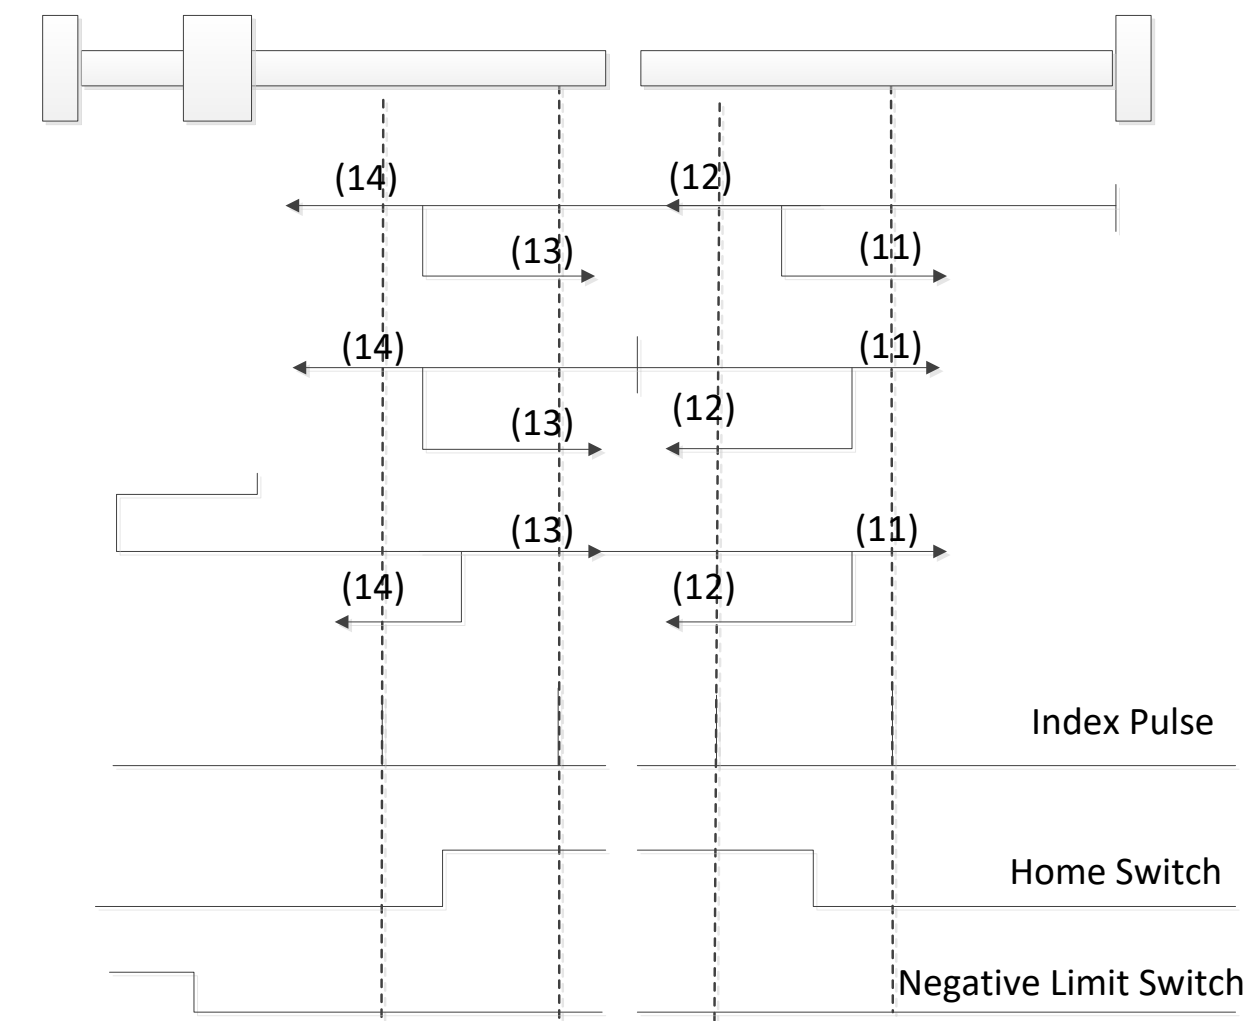 (14) (12)
(13) (11)
(14) (11)
(13) (12)
(13) (11)
(14) (12)
Index Pulse
Home Switch
Negative Limit Switch